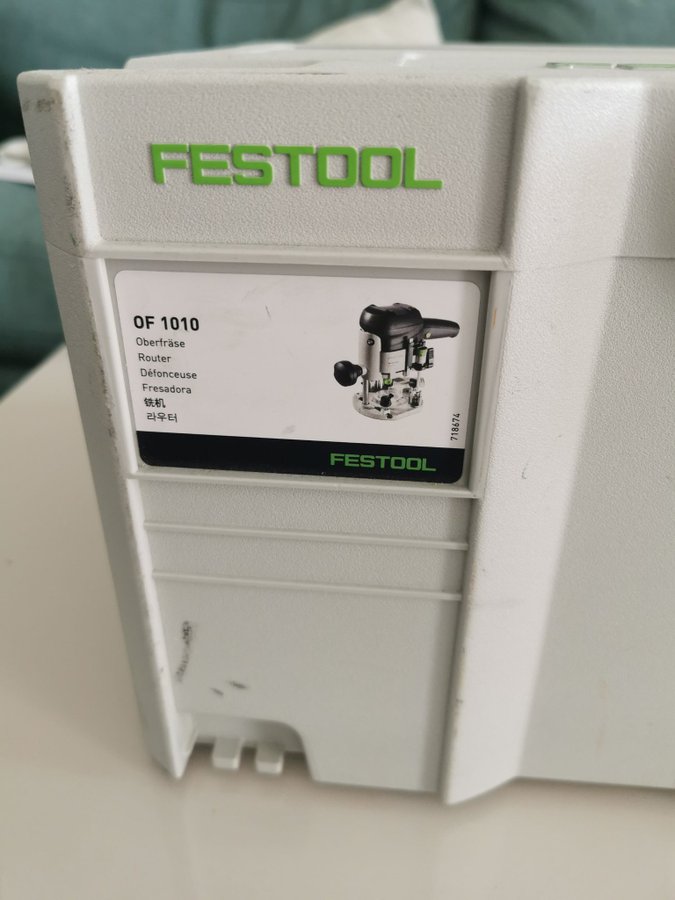 FESTOOL
OF 1010
Oberfräse
Router
Défonceuse
Fresadora
铣机
라우터
718674
FESTOOL